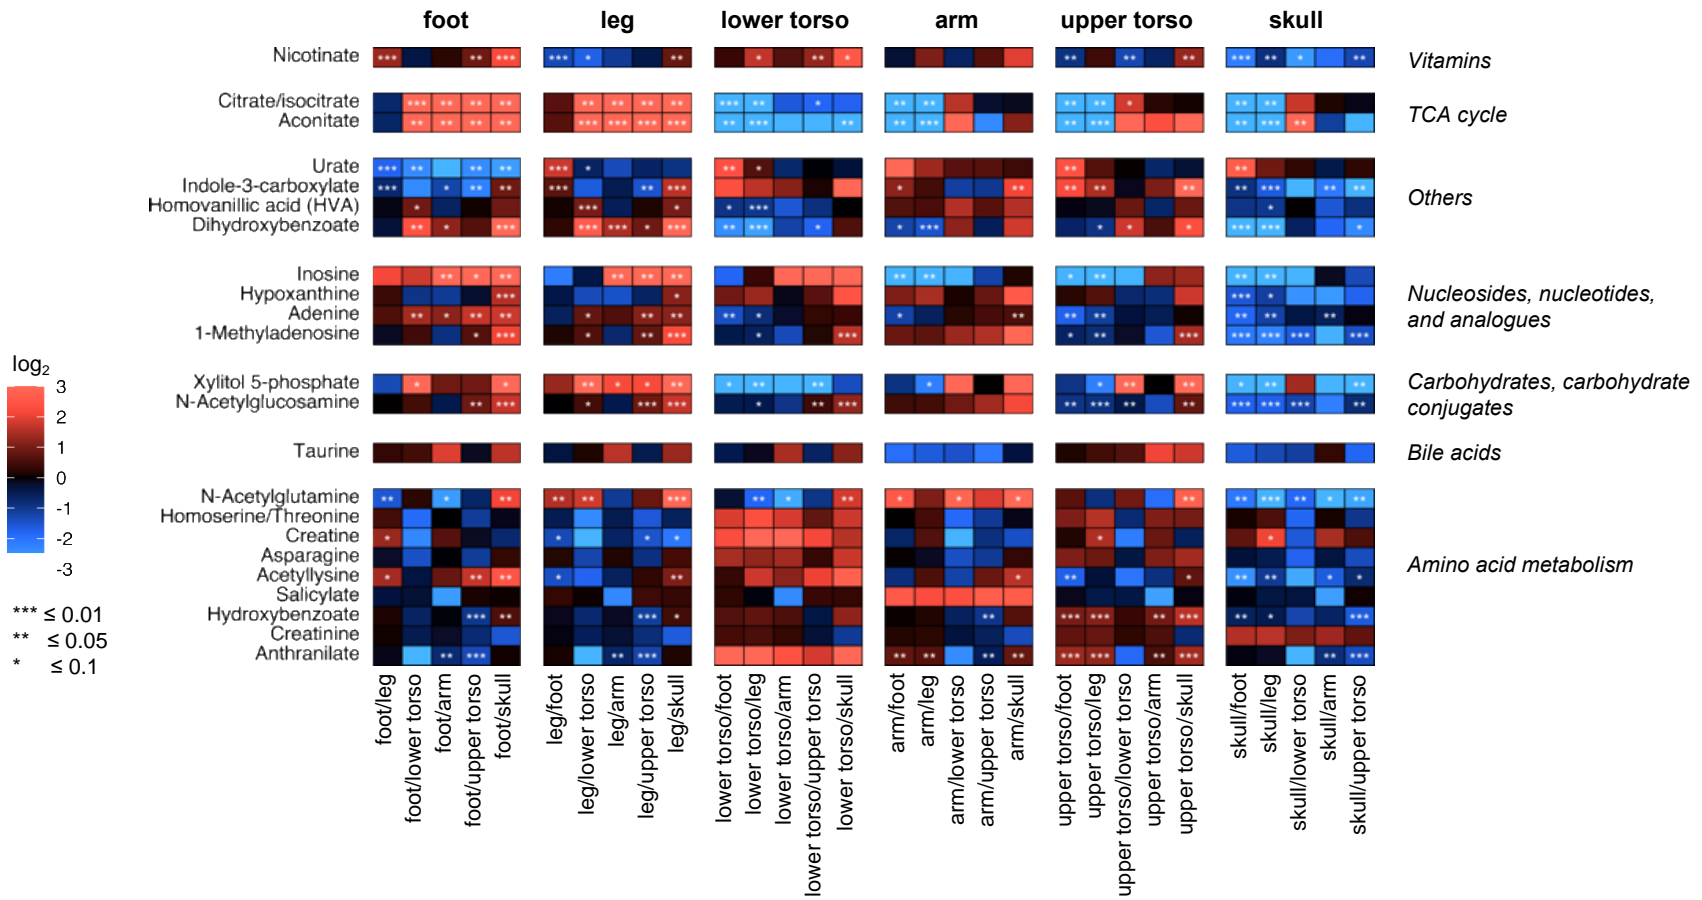 foot leg lower torso arm upper torso skull
Nicotinate
Vitamins
Citrate/isocitrate
Aconitate
TCA cycle
Urate
Indole-3-carboxylate
Homovanillic acid (HVA)
Dihydroxybenzoate
Others
Inosine
Hypoxanthine
Adenine
1-Methyladenosine
Nucleosides, nucleotides,
and analogues
Xylitol 5-phosphate
N-Acetylglucosamine
Carbohydrates, carbohydrate
conjugates
Taurine
Bile acids
N-Acetylglutamine
Homoserine/Threonine
Creatine
Asparagine
Acetyllysine
Salicylate
Hydroxybenzoate
Creatinine
Anthranilate
Amino acid metabolism
log2
3
2
1
0
-1
-2
-3
*** ≤ 0.01
** ≤ 0.05
* ≤ 0.1
foot/leg
foot/lower torso
foot/arm
foot/upper torso
foot/skull
leg/foot
leg/lower torso
leg/arm
leg/upper torso
leg/skull
lower torso/foot
lower torso/leg
lower torso/arm
lower torso/upper torso
lower torso/skull
arm/foot
arm/leg
arm/lower torso
arm/upper torso
arm/skull
upper torso/foot
upper torso/leg
upper torso/lower torso
upper torso/arm
upper torso/skull
skull/foot
skull/leg
skull/lower torso
skull/arm
skull/upper torso